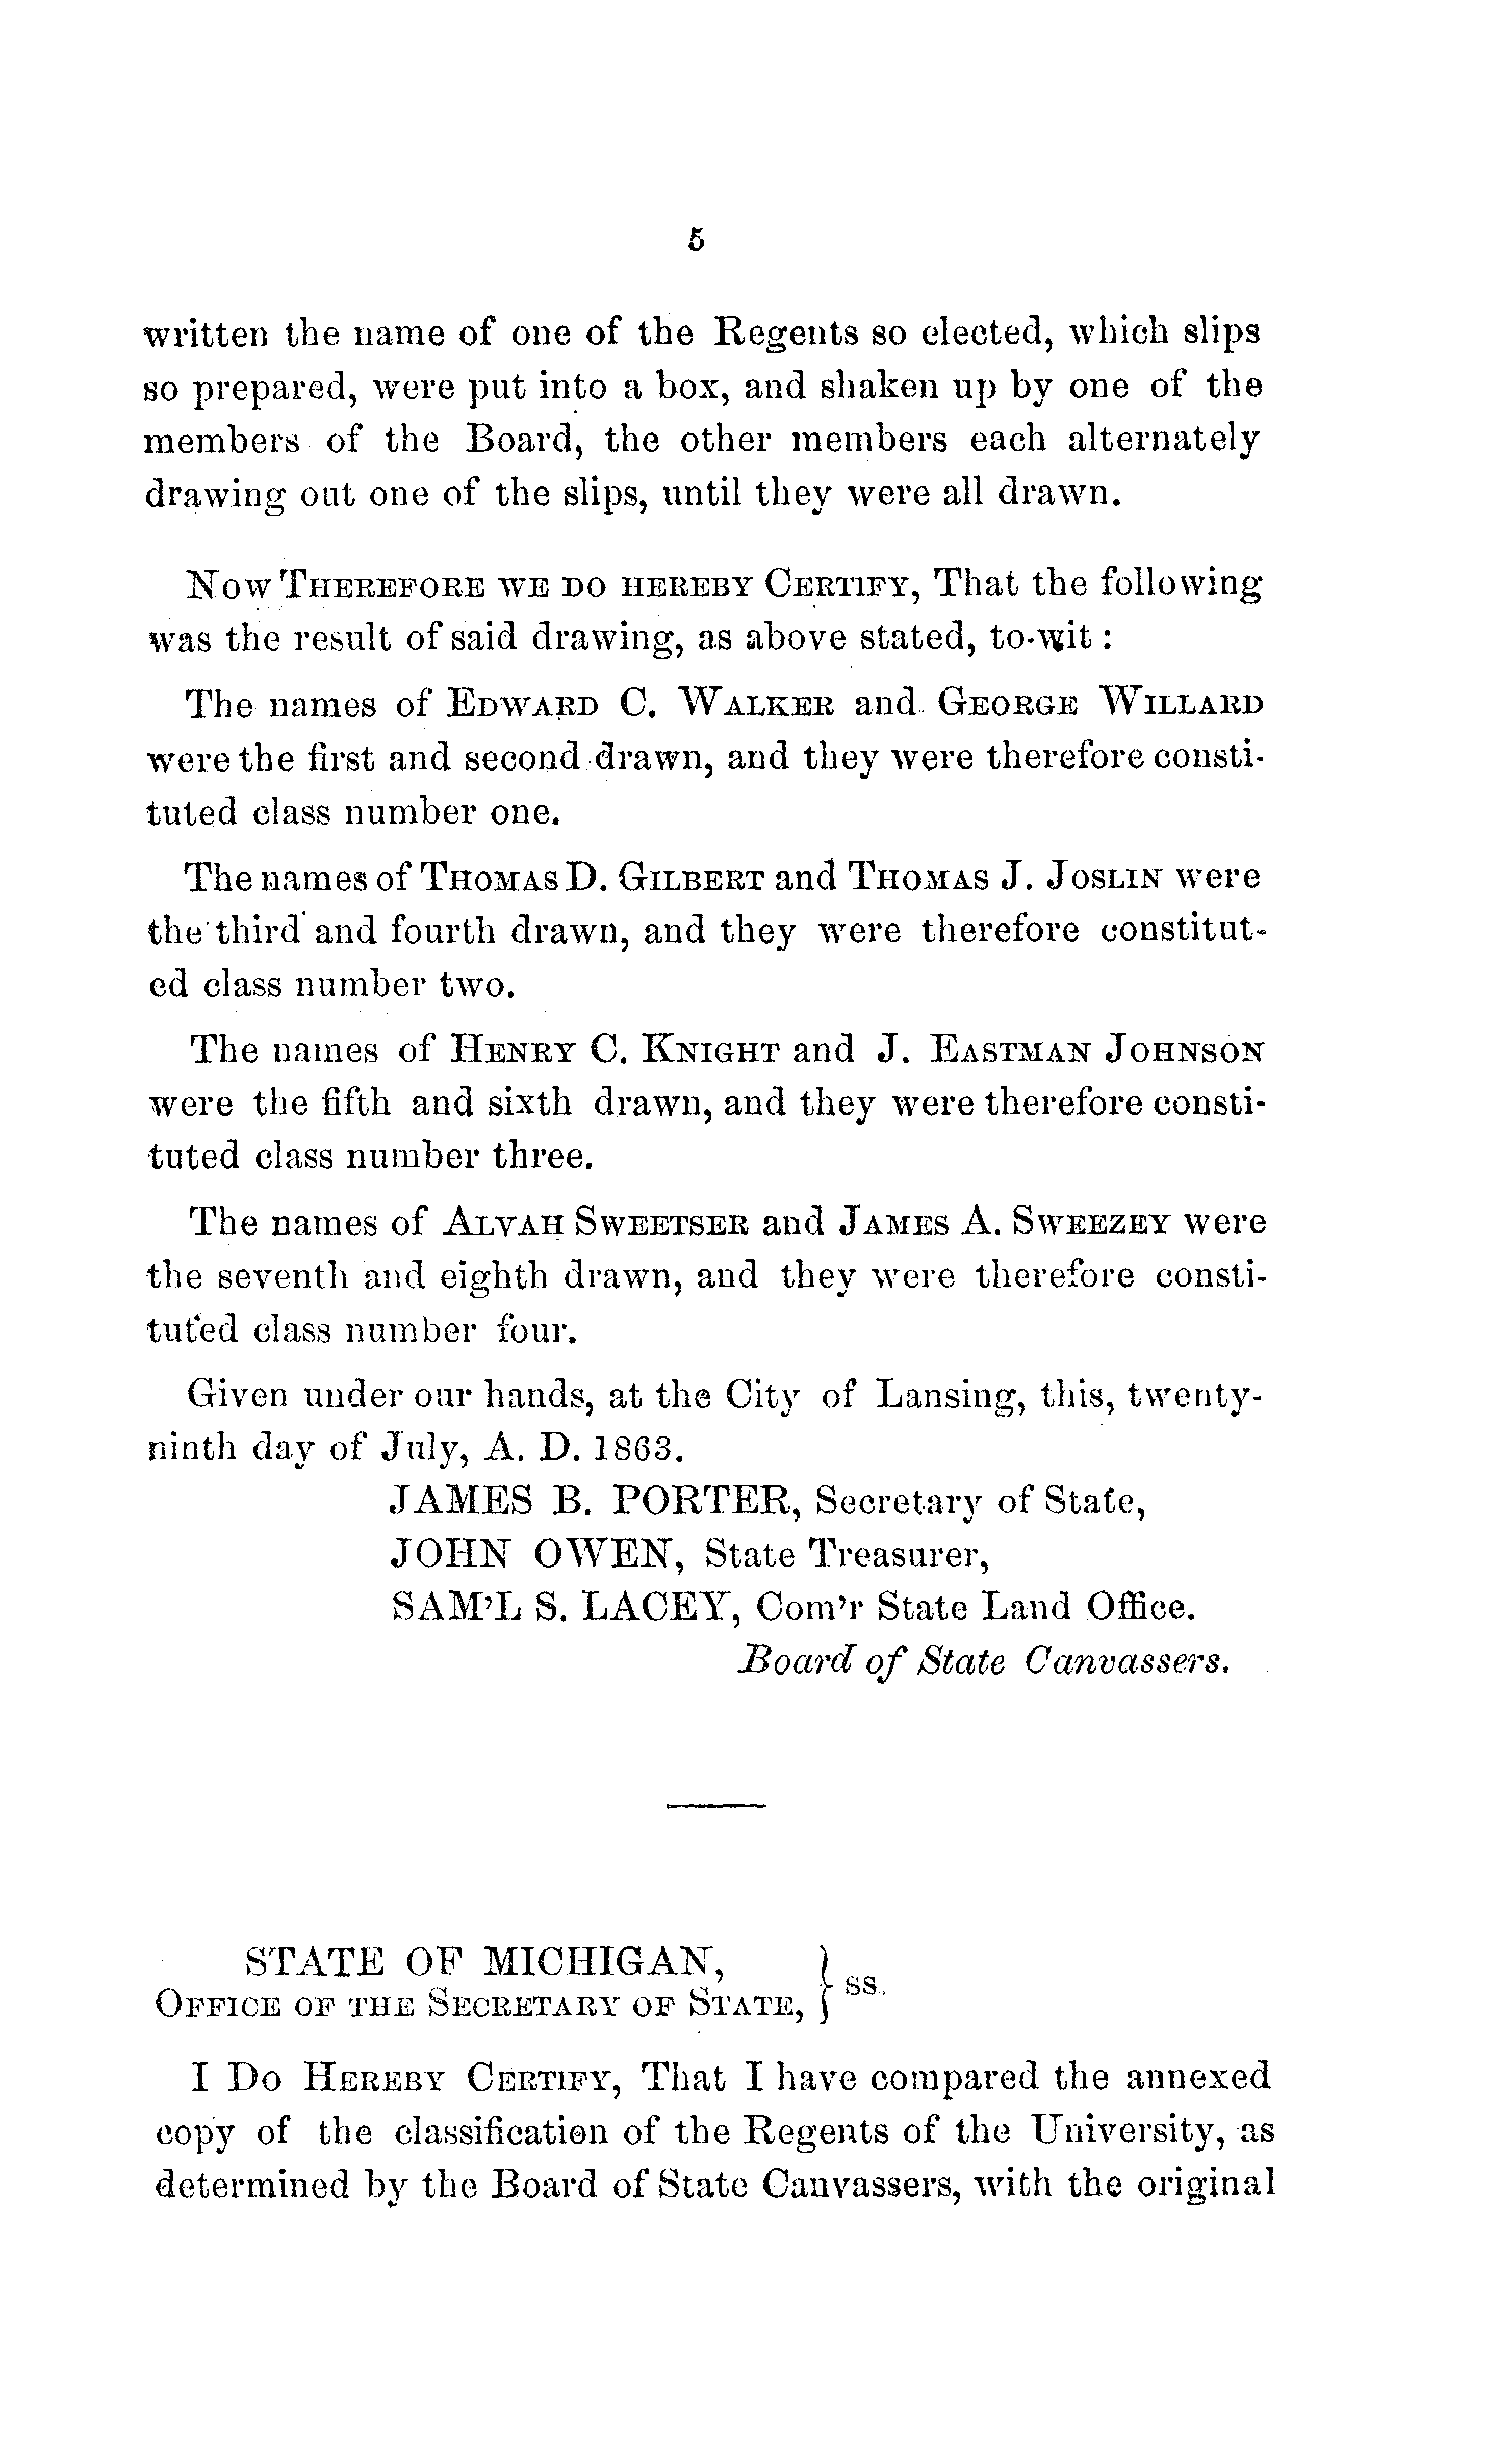 5
written the name of one of the Regents so elected, which slips
so prepared, were put into a box, and shaken up by one of the
members of the Board, the other members each alternately
drawing out one of the slips, until they were all drawn.
Now THEREFORE WE DO HEREBY CERTIFY, That the following
was the result of said drawing, as above stated, to-wit :
The names of EDWARD C. WALKER and GEORGE WILLARD
were the first and second drawn, and they were therefore consti-
tuted class number one.
The names of THOMAS D. GILBERT and THOMAS J. JOSLIN were
the third and fourth drawn, and they were therefore constitut-
ed class number two.
The names of HENRY C. KNIGHT and J. EASTMAN JOHNSON
were the fifth and sixth drawn, and they were therefore consti-
tuted class number three.
The names of ALVAH SWEETSER and JAMES A. SWEEZEY were
the seventh and eighth drawn, and they were therefore consti-
tuted class number four.
Given under our hands, at the City of Lansing, this, twenty-
ninth day of July, A. D. 1863.
JAMES B. PORTER, Secretary of State,
JOHN OWEN, State Treasurer,
SAM'L S. LACEY, Com'r State Land Office.
Board of State Canvassers.
STATE OF MICHIGAN,
OFFICE OF THE SECRETARY OF STATE, } ss.
I DO HEREBY CERTIFY, That I have compared the annexed
copy of the classification of the Regents of the University, as
determined by the Board of State Canvassers, with the original